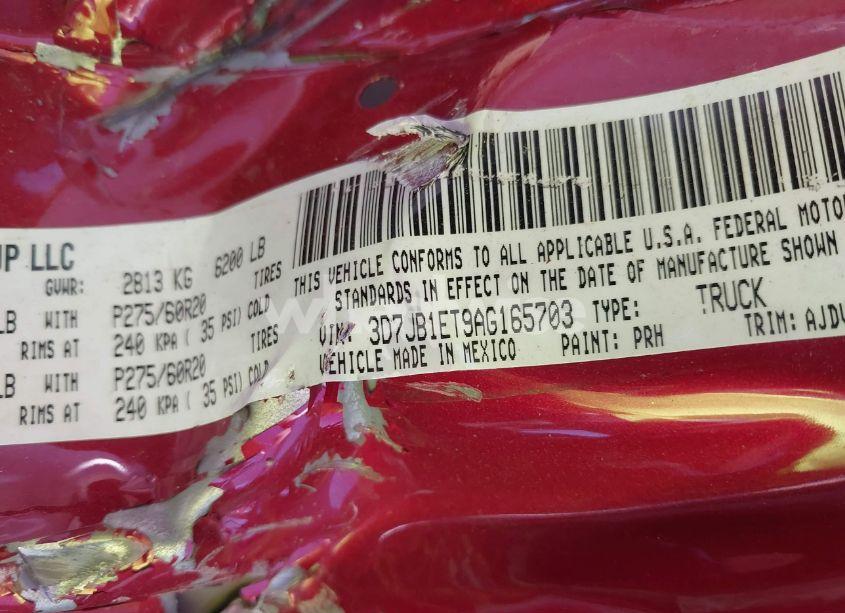 UP LLC
GVWR: 2813 KG 6200 LB
LB WITH P275/60R20 TIRES
RIMS AT 240 KPA ( 35 PSI) COLD
LB WITH P275/60R20 TIRES
RIMS AT 240 KPA ( 35 PSI) COLD
THIS VEHICLE CONFORMS TO ALL APPLICABLE U.S.A. FEDERAL MOTOR
STANDARDS IN EFFECT ON THE DATE OF MANUFACTURE SHOWN
VIN: 3D7JB1ET9AG165703 TYPE: TRUCK
VEHICLE MADE IN MEXICO PAINT: PRH TRIM: AJDV